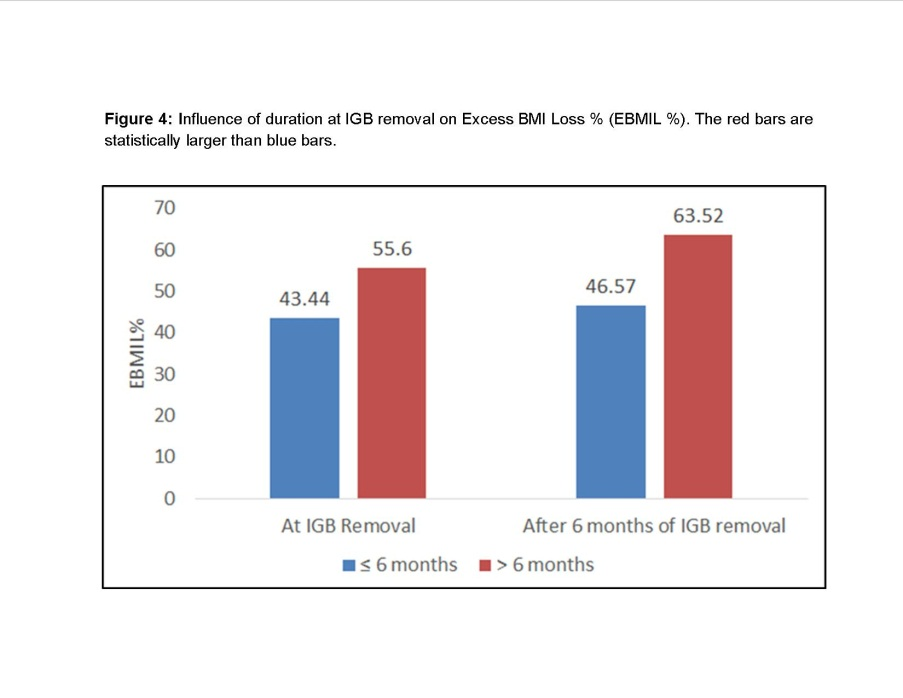 Figure 4: Influence of duration at IGB removal on Excess BMI Loss % (EBMIL %). The red bars are
statistically larger than blue bars.
EBMIL%
70
60
50
40
30
20
10
0
43.44
55.6
46.57
63.52
At IGB Removal
After 6 months of IGB removal
≤ 6 months
> 6 months